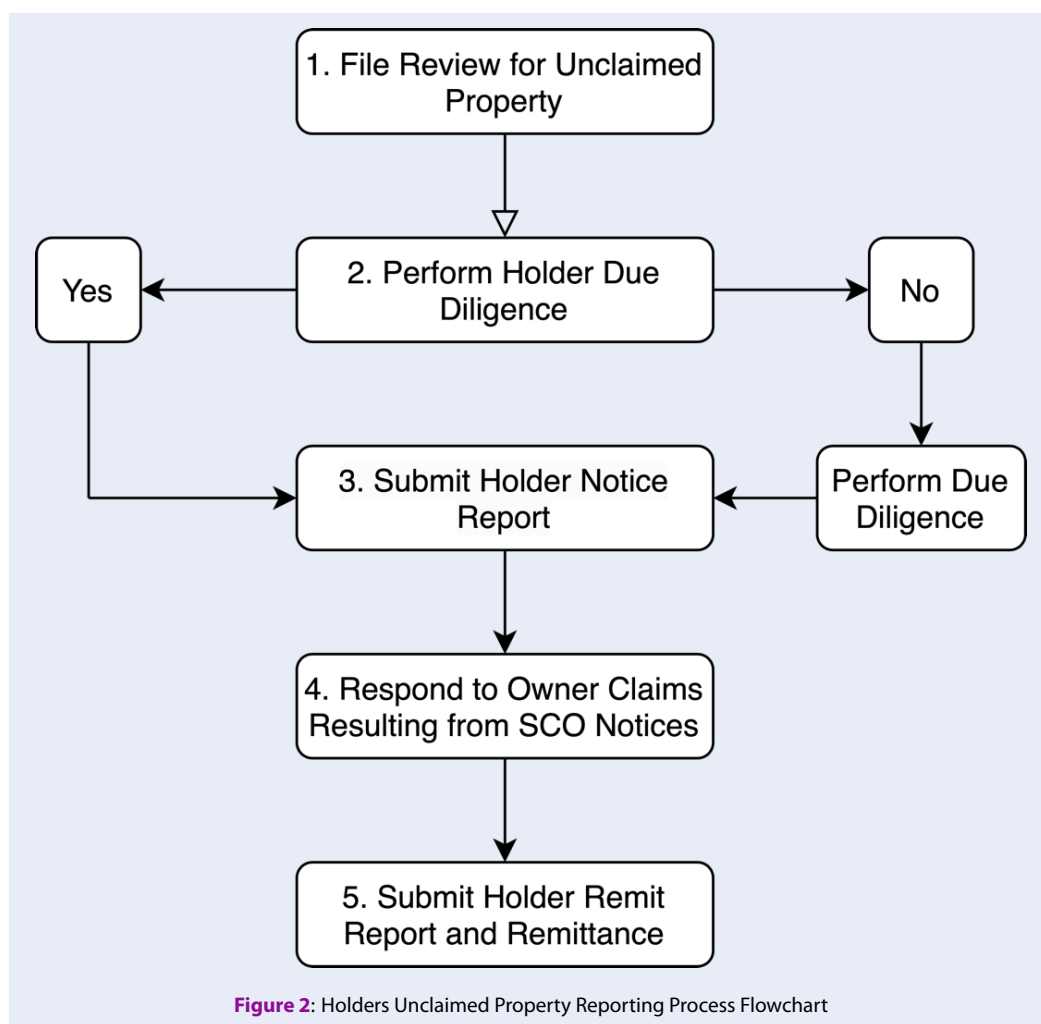 1. File Review for Unclaimed
Property
Yes
2. Perform Holder Due
Diligence
No
3. Submit Holder Notice
Report
Perform Due
Diligence
4. Respond to Owner Claims
Resulting from SCO Notices
5. Submit Holder Remit
Report and Remittance
Figure 2: Holders Unclaimed Property Reporting Process Flowchart